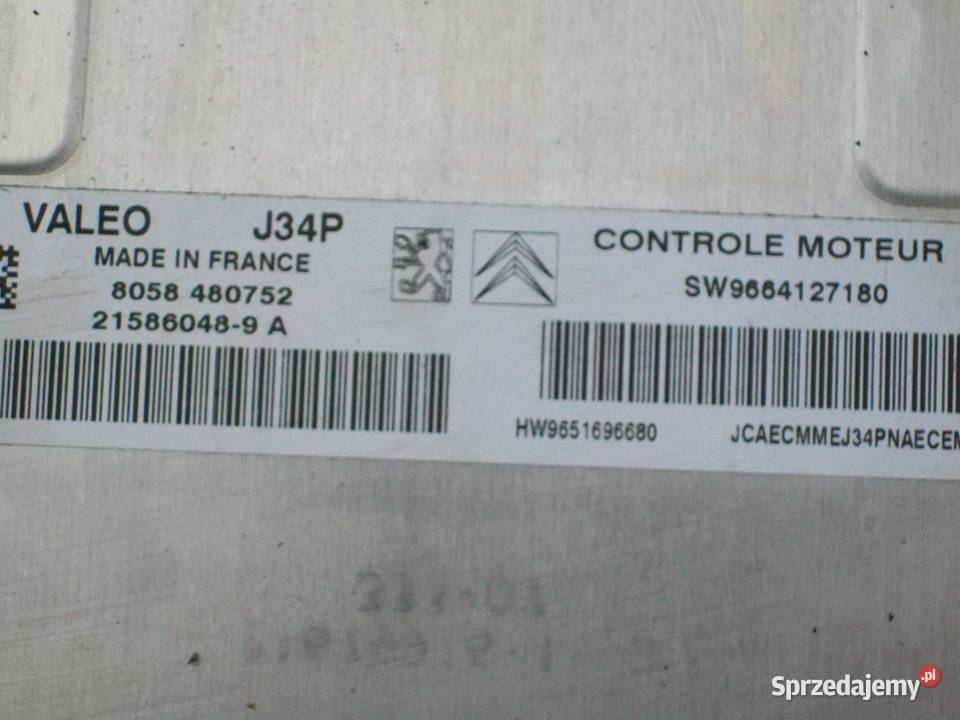 VALEO J34P
MADE IN FRANCE
8058 480752
21586048-9 A
CONTROLE MOTEUR
SW9664127180
HW9651696680 JCAECMMEJ34PNAECEM
Sprzedajemy.pl